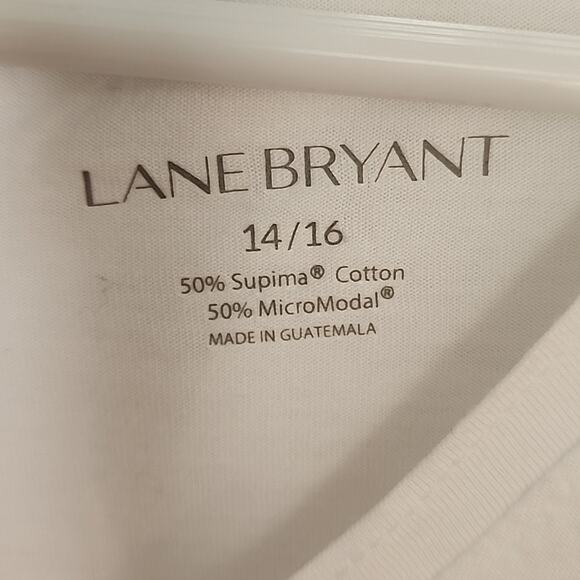 LANE BRYANT
14/16
50% Supima® Cotton
50% MicroModal®
MADE IN GUATEMALA